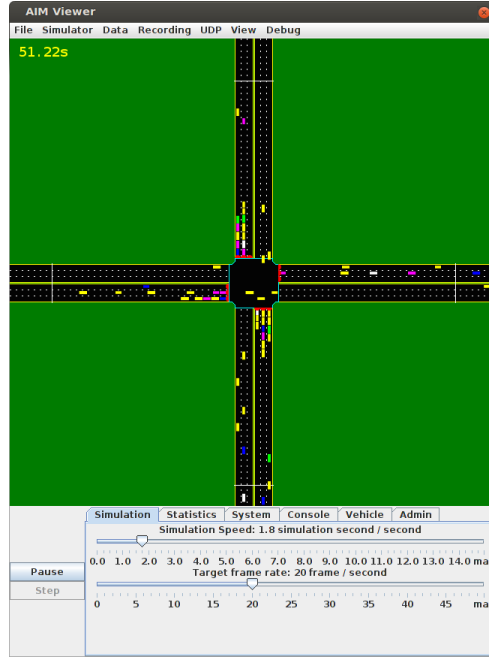 AIM Viewer
File Simulator Data Recording UDP View Debug
51.22s
Simulation Statistics System Console Vehicle Admin
Simulation Speed: 1.8 simulation second / second
0.0 1.0 2.0 3.0 4.0 5.0 6.0 7.0 8.0 9.0 10.0 11.0 12.0 13.0 14.0 ma
Pause
Target frame rate: 20 frame / second
Step
0 5 10 15 20 25 30 35 40 45 ma